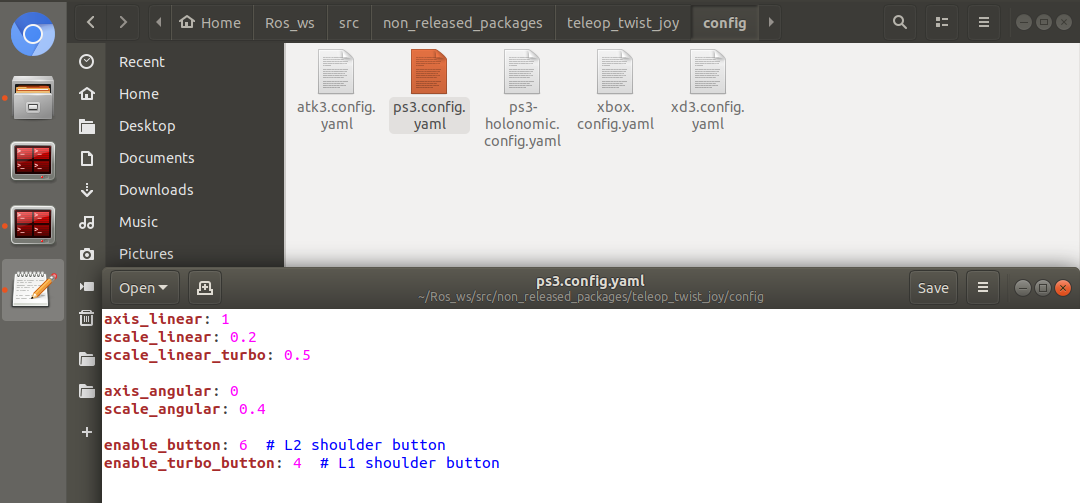 Home Ros_ws src non_released_packages teleop_twist_joy config
Recent
Home
Desktop
Documents
Downloads
Music
Pictures
atk3.config.
yaml
ps3.config.
yaml
ps3-
holonomic.
config.yaml
xbox.
config.yaml
xd3.config.
yaml
Open
ps3.config.yaml
~/Ros_ws/src/non_released_packages/teleop_twist_joy/config
Save
axis_linear: 1
scale_linear: 0.2
scale_linear_turbo: 0.5
axis_angular: 0
scale_angular: 0.4
enable_button: 6  # L2 shoulder button
enable_turbo_button: 4  # L1 shoulder button